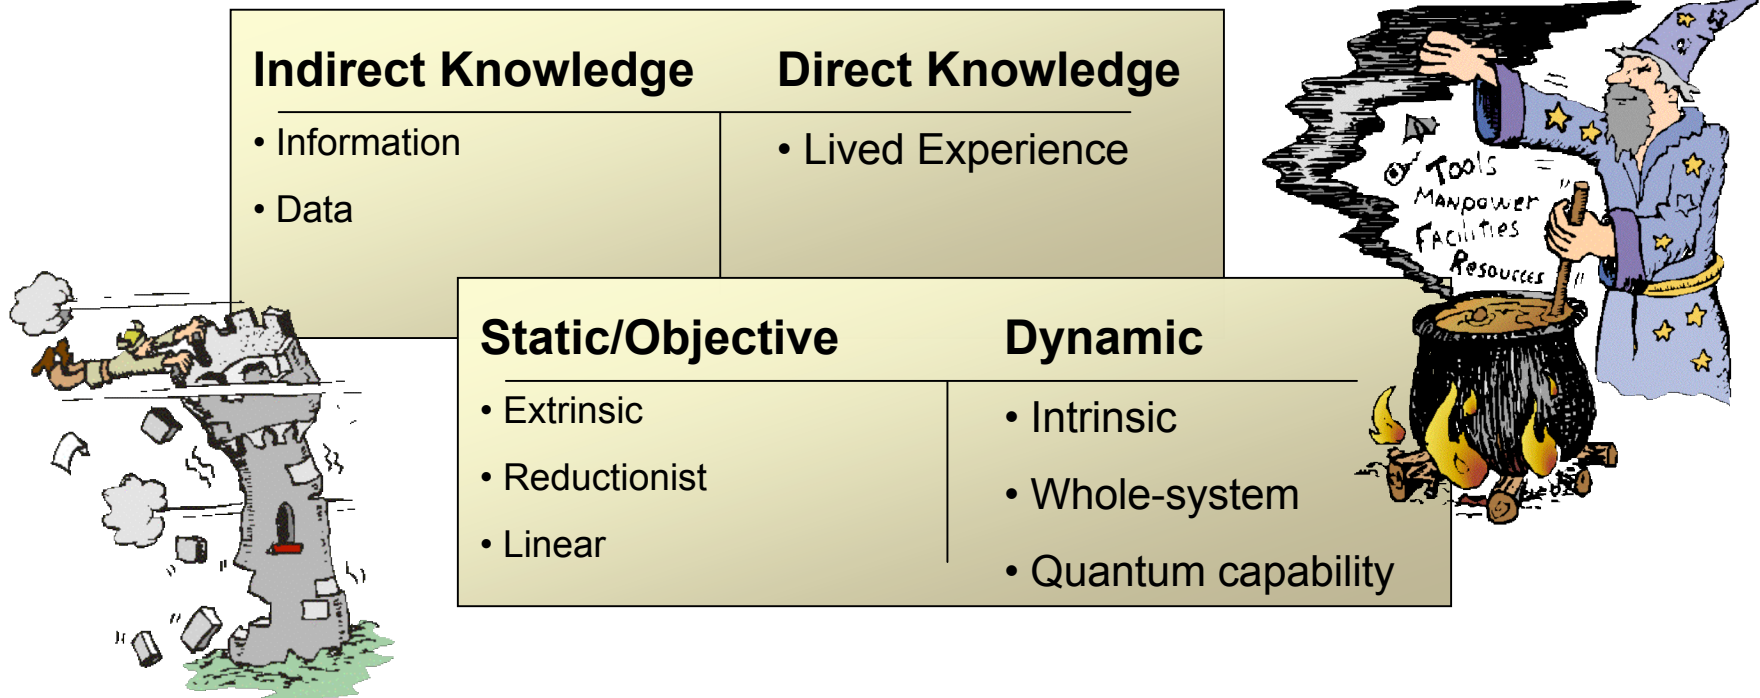 Indirect Knowledge
• Information
• Data
Direct Knowledge
• Lived Experience
Tools
Manpower
Facilities
Resources
Static/Objective
• Extrinsic
• Reductionist
• Linear
Dynamic
• Intrinsic
• Whole-system
• Quantum capability